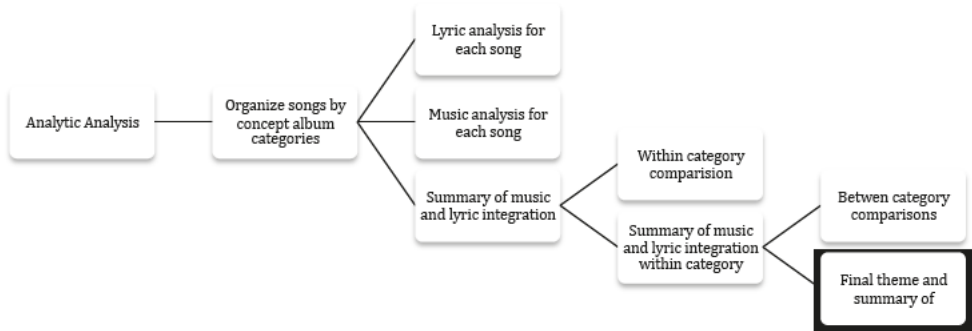 Analytic Analysis
Organize songs by
concept album
categories
Lyric analysis for
each song
Music analysis for
each song
Summary of music
and lyric integration
Within category
comparision
Summary of music
and lyric integration
within category
Betwen category
comparisons
Final theme and
summary of